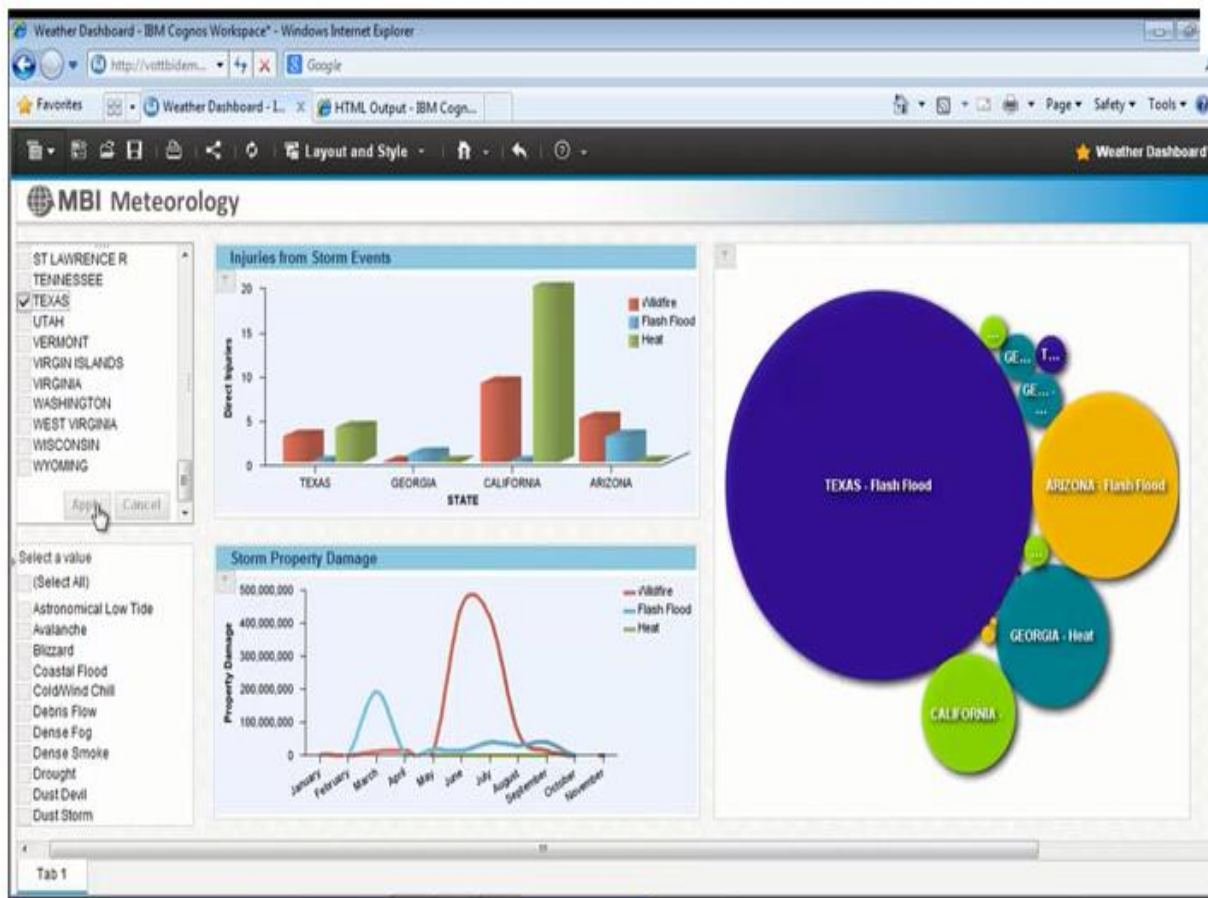 Weather Dashboard - IBM Cognos Workspace* - Windows Internet Explorer
http://vottbidem...
Google
Favorites
Weather Dashboard - I... X
HTML Output - IBM Cogn...
Page
Safety
Tools
Layout and Style
Weather Dashboard*
MBI Meteorology
ST LAWRENCE R
TENNESSEE
TEXAS
UTAH
VERMONT
VIRGIN ISLANDS
VIRGINIA
WASHINGTON
WEST VIRGINIA
WISCONSIN
WYOMING
Apply
Cancel
Select a value
(Select All)
Astronomical Low Tide
Avalanche
Blizzard
Coastal Flood
Cold/Wind Chill
Debris Flow
Dense Fog
Dense Smoke
Drought
Dust Devil
Dust Storm
Injuries from Storm Events
20
15
10
5
0
Direct Injuries
TEXAS
GEORGIA
CALIFORNIA
ARIZONA
STATE
Wildfire
Flash Flood
Heat
Storm Property Damage
500,000,000
400,000,000
300,000,000
200,000,000
100,000,000
0
Property Damage
January
February
March
April
May
June
July
August
September
October
November
Wildfire
Flash Flood
Heat
...
GE...
T...
GE... -
...
TEXAS - Flash Flood
ARIZONA - Flash Flood
...
GEORGIA - Heat
CALIFORNIA -
Tab 1